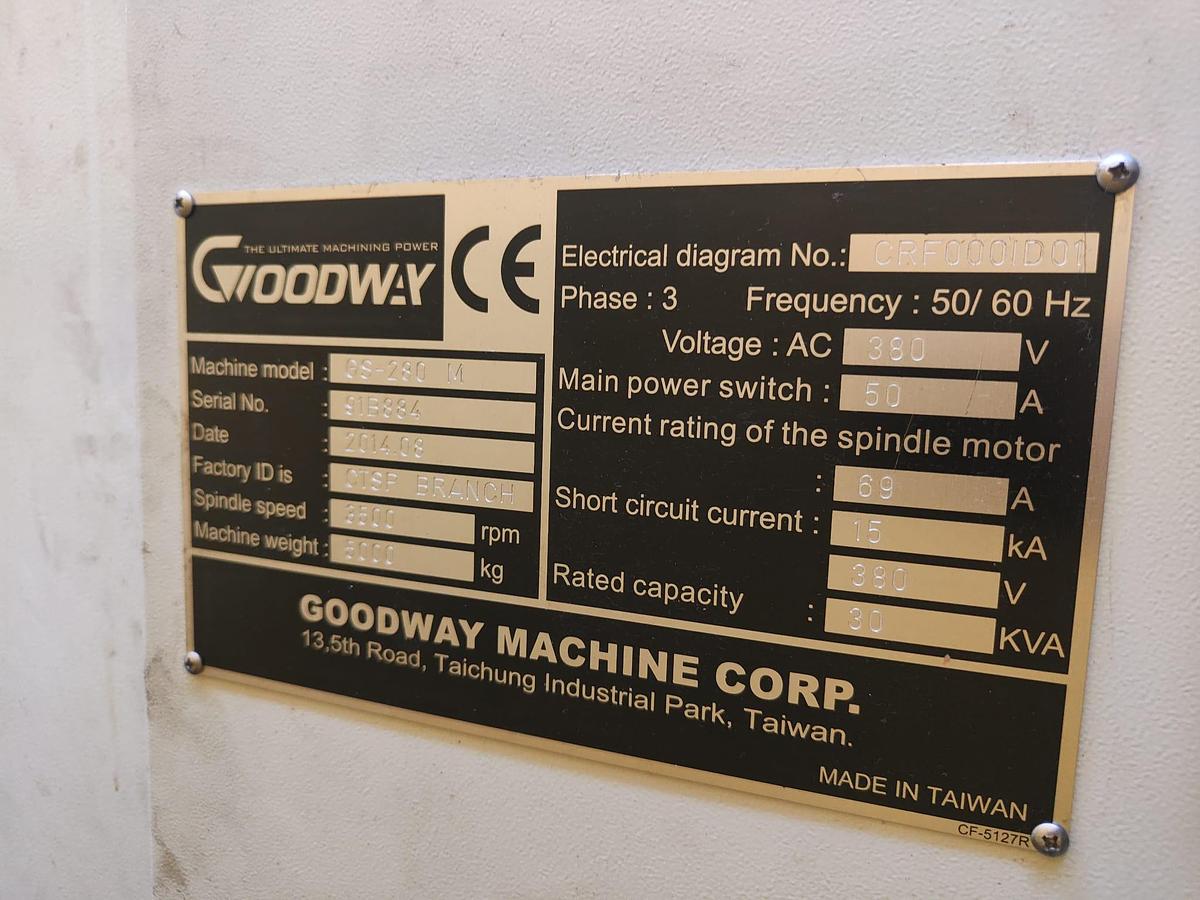 THE ULTIMATE MACHINING POWER
GOODWAY
CE
Machine model : GS-280 M
Serial No. : 91B884
Date : 2014.08
Factory ID is : CTSP BRANCH
Spindle speed : 3500 rpm
Machine weight : 5000 kg
Electrical diagram No.: CRF000ID01
Phase : 3 Frequency : 50/ 60 Hz
Voltage : AC 380 V
Main power switch : 50 A
Current rating of the spindle motor
: 69 A
Short circuit current : 15 kA
380 V
Rated capacity : 30 KVA
GOODWAY MACHINE CORP.
13,5th Road, Taichung Industrial Park, Taiwan.
MADE IN TAIWAN
CF-5127R